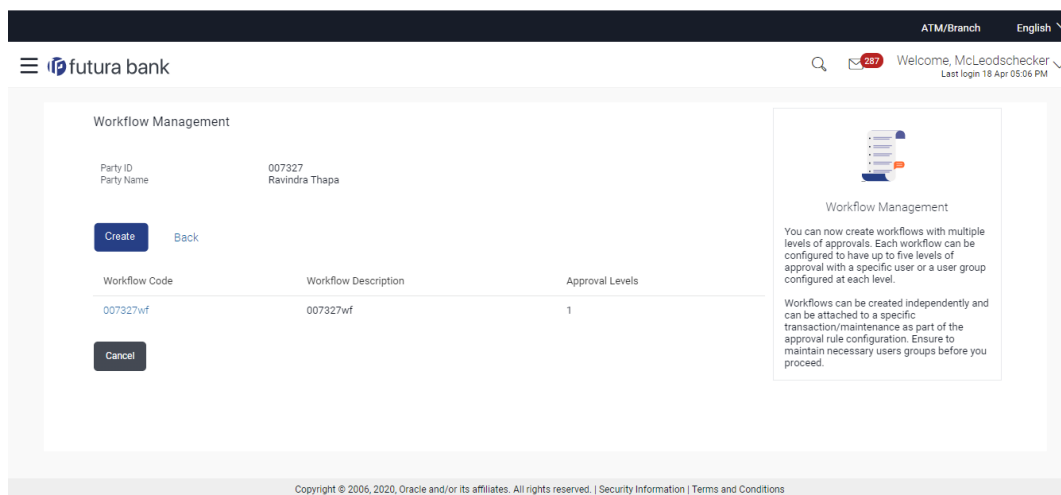 ATM/Branch English
futura bank
287
Welcome, McLeodschecker
Last login 18 Apr 05:06 PM
Workflow Management
Party ID 007327
Party Name Ravindra Thapa
Create Back
Workflow Code Workflow Description Approval Levels
007327wf 007327wf 1
Cancel
Workflow Management
You can now create workflows with multiple
levels of approvals. Each workflow can be
configured to have up to five levels of
approval with a specific user or a user group
configured at each level.
Workflows can be created independently and
can be attached to a specific
transaction/maintenance as part of the
approval rule configuration. Ensure to
maintain necessary users groups before you
proceed.
Copyright © 2006, 2020, Oracle and/or its affiliates. All rights reserved. | Security Information | Terms and Conditions